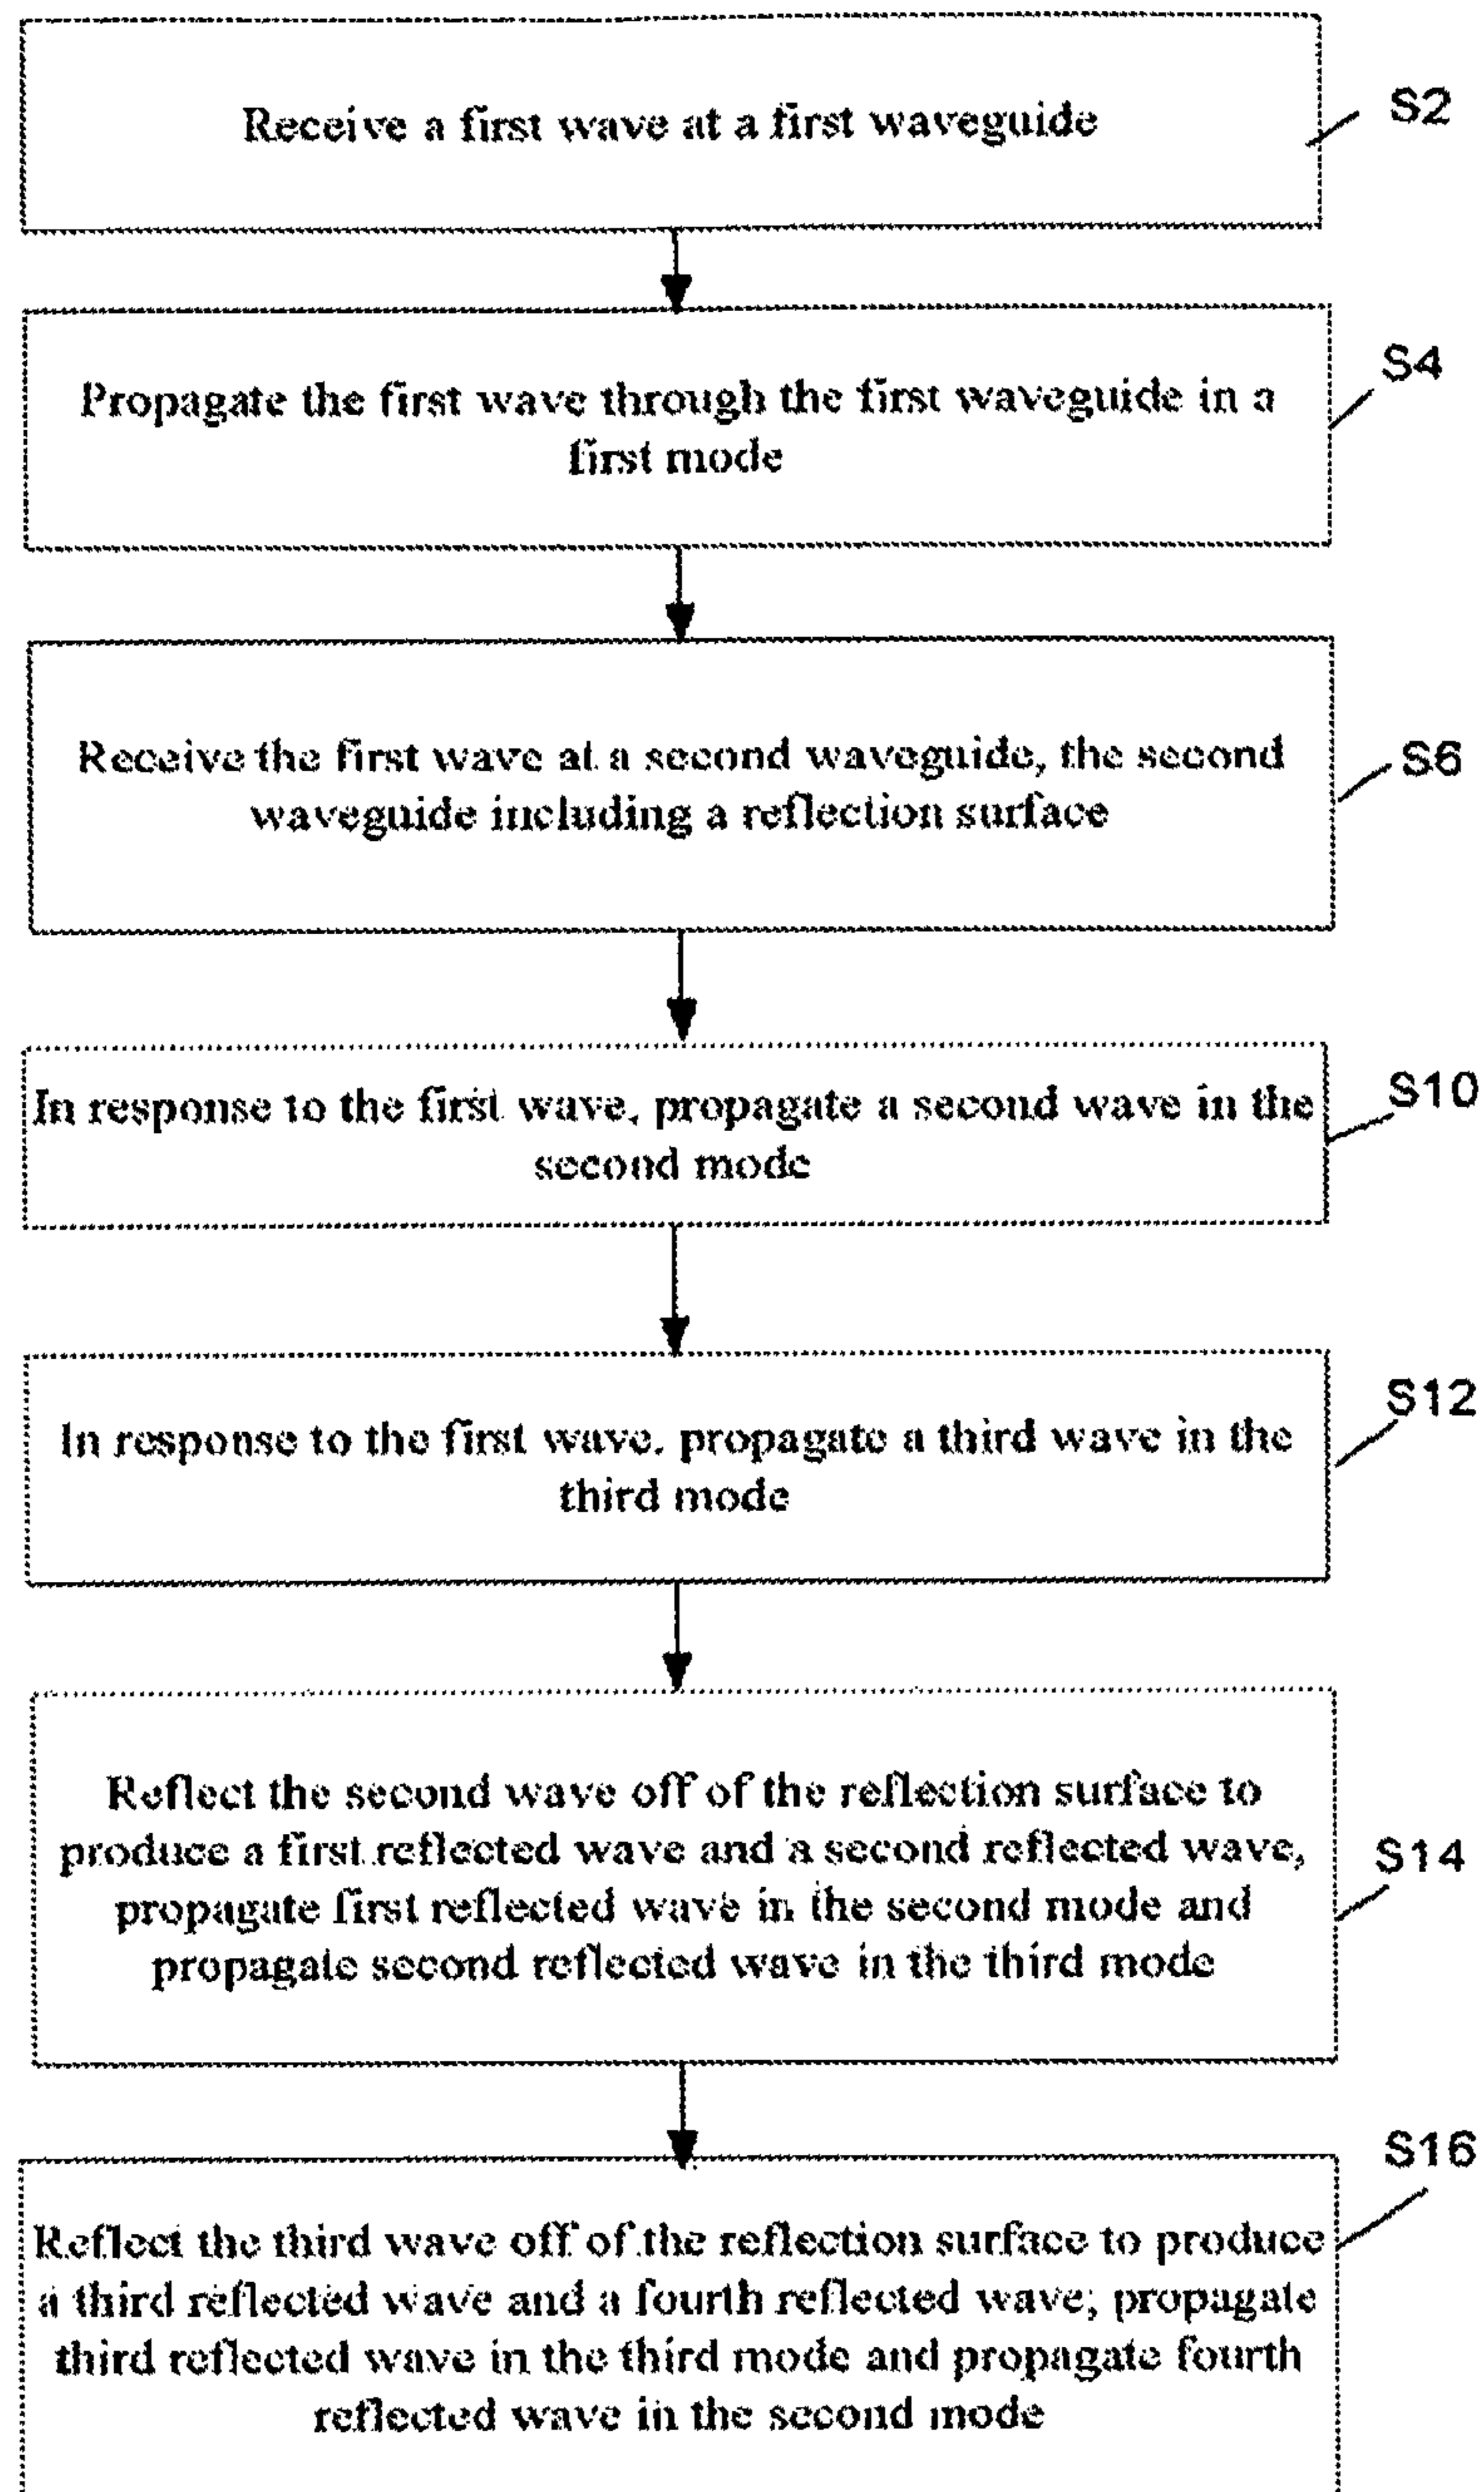 Receive a first wave at a first waveguide
S2
Propagate the first wave through the first waveguide in a
first mode
S4
Receive the first wave at a second waveguide, the second
waveguide including a reflection surface
S6
In response to the first wave, propagate a second wave in the
second mode
S10
In response to the first wave, propagate a third wave in the
third mode
S12
Reflect the second wave off of the reflection surface to
produce a first reflected wave and a second reflected wave,
propagate first reflected wave in the second mode and
propagate second reflected wave in the third mode
S14
Reflect the third wave off of the reflection surface to produce
a third reflected wave and a fourth reflected wave; propagate
third reflected wave in the third mode and propagate fourth
reflected wave in the second mode
S16